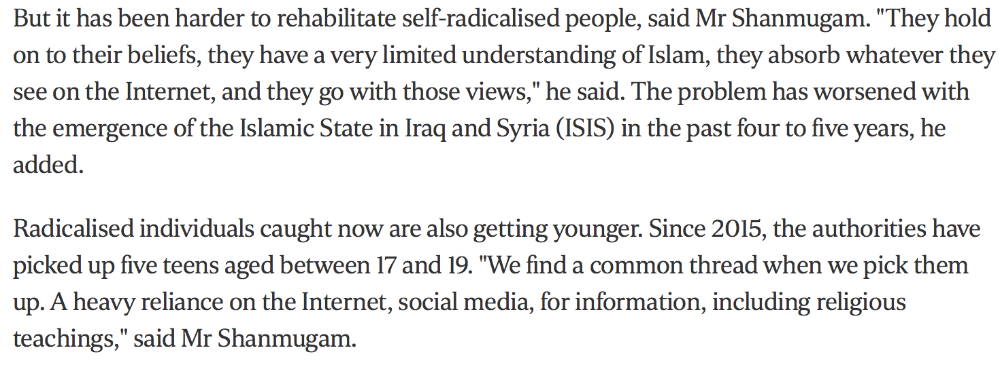 But it has been harder to rehabilitate self-radicalised people, said Mr Shanmugam. "They hold
on to their beliefs, they have a very limited understanding of Islam, they absorb whatever they
see on the Internet, and they go with those views," he said. The problem has worsened with
the emergence of the Islamic State in Iraq and Syria (ISIS) in the past four to five years, he
added.
Radicalised individuals caught now are also getting younger. Since 2015, the authorities have
picked up five teens aged between 17 and 19. "We find a common thread when we pick them
up. A heavy reliance on the Internet, social media, for information, including religious
teachings," said Mr Shanmugam.